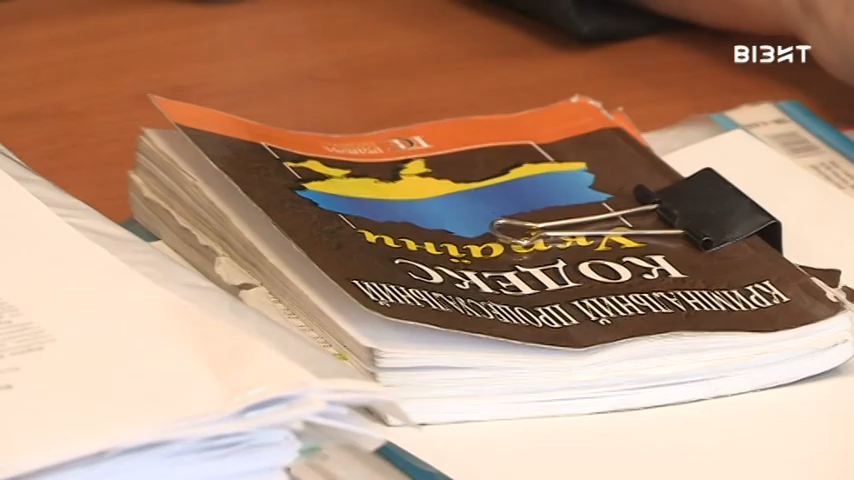 ВІЗИТ
КРИМІНАЛЬНИЙ ПРОЦЕСУАЛЬНИЙ
КОДЕКС
України